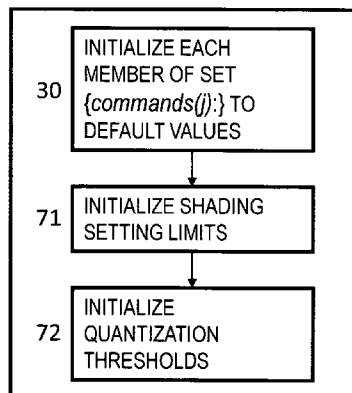 INITIALIZE EACH
MEMBER OF SET
30
{commands(j):} TO
DEFAULT VALUES
71
INITIALIZE SHADING
SETTING LIMITS
INITIALIZE
72
QUANTIZATION
THRESHOLDS